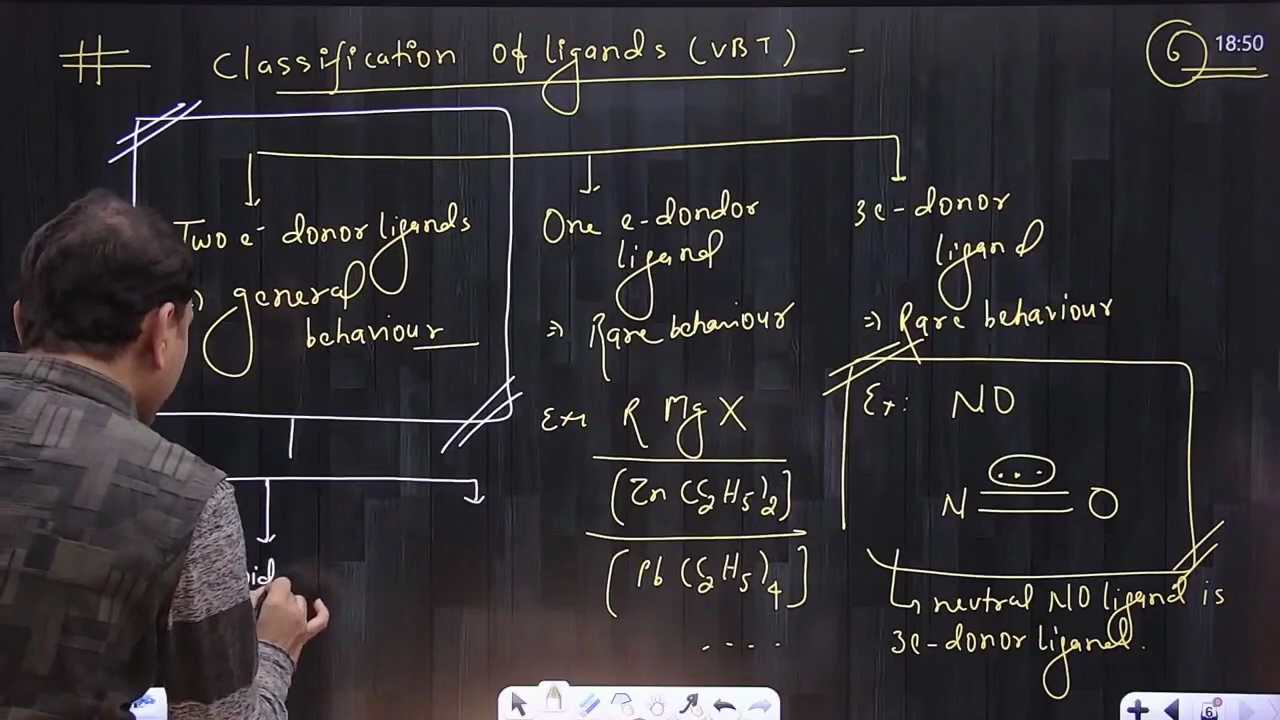 # Classification of ligands (VBT) -
6 18:50
Two e⁻ donor ligands
⇒ general
behaviour
One e-dondor
ligand
⇒ Rare behaviour
Ex:
R Mg X
[Zn(C₂H₅)₂]
[Pb(C₂H₅)₄]
....
3e-donor
ligand
⇒ Rare behaviour
Ex: NO
N = O
↳ neutral NO ligand is
3e-donor ligand.
6